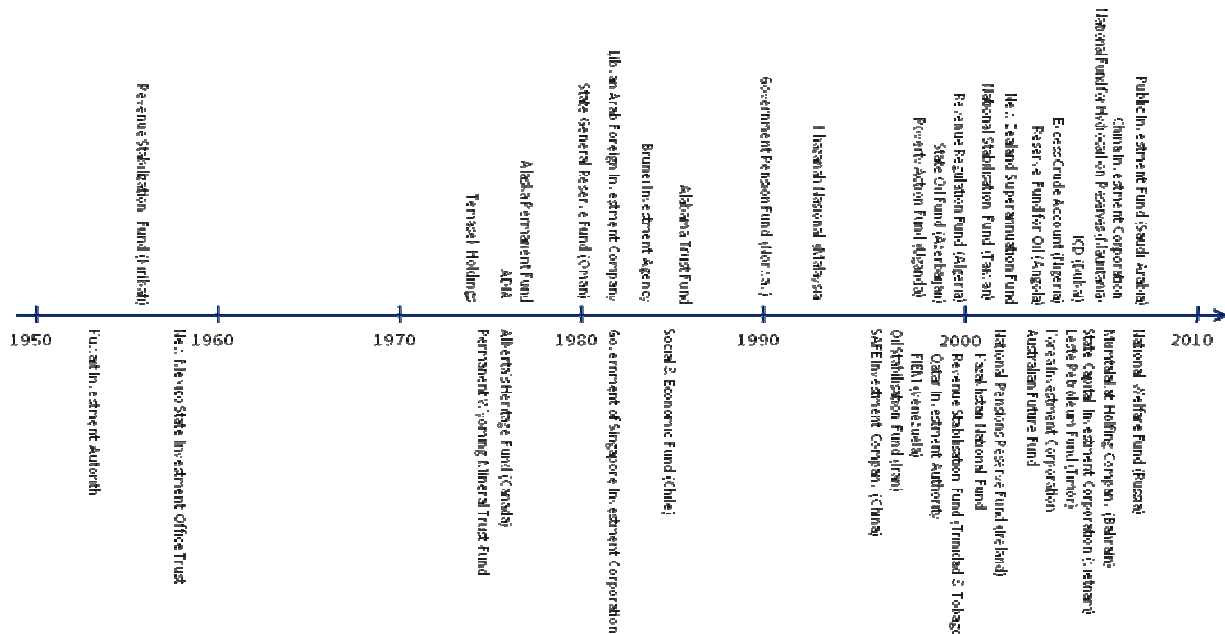 Revenue Stabilization Fund (Kiribati)
Temasek Holdings
ADIA
Alaska Permanent Fund
State General Reserve Fund (Oman)
Libyan Arab Foreign Investment Company
Brunei Investment Agency
Alabama Trust Fund
Government Pension Fund (Norway)
Khazanah Nasional (Malaysia
Poverty Action Fund (Uganda)
State Oil Fund (Azerbaijan)
Revenue Regulation Fund (Algeria)
National Stabilisation Fund (Taiwan)
New Zealand Superannuation Fund
Reserve Fund for Oil (Angola)
Excess Crude Account (Nigeria)
ICD (Dubai)
National Fund for Hydrocarbon Reserves (Mauritania)
China Investment Corporation
Public Investment Fund (Saudi Arabia)
1950
1960
1970
1980
1990
2000
2010
Kuwait Investment Autorith
New Mexico State Investment Office Trust
Permanent Wyoming Mineral Trust Fund
Alberta's Heritage Fund (Canada)
Government of Singapore Investment Corporation
Social & Economic Fund (Chile)
SAFE Investment Company (China)
Oil Stabilisation Fund (Iran)
FIEM (Venezuella)
Qatar Investment Authority
Revenue Stabilisation Fund (Trinidad & Tobago
Kazakhstan National Fund
National Pensions Reserve Fund (Ireland)
Australian Future Fund
Korea Investment Corporation
Leste Petroleum Fund (Timor)
State Capital Investment Corporation (Vietnam)
Mumtalakat Holfing Company (Bahrain)
National Welfare Fund (Russia)